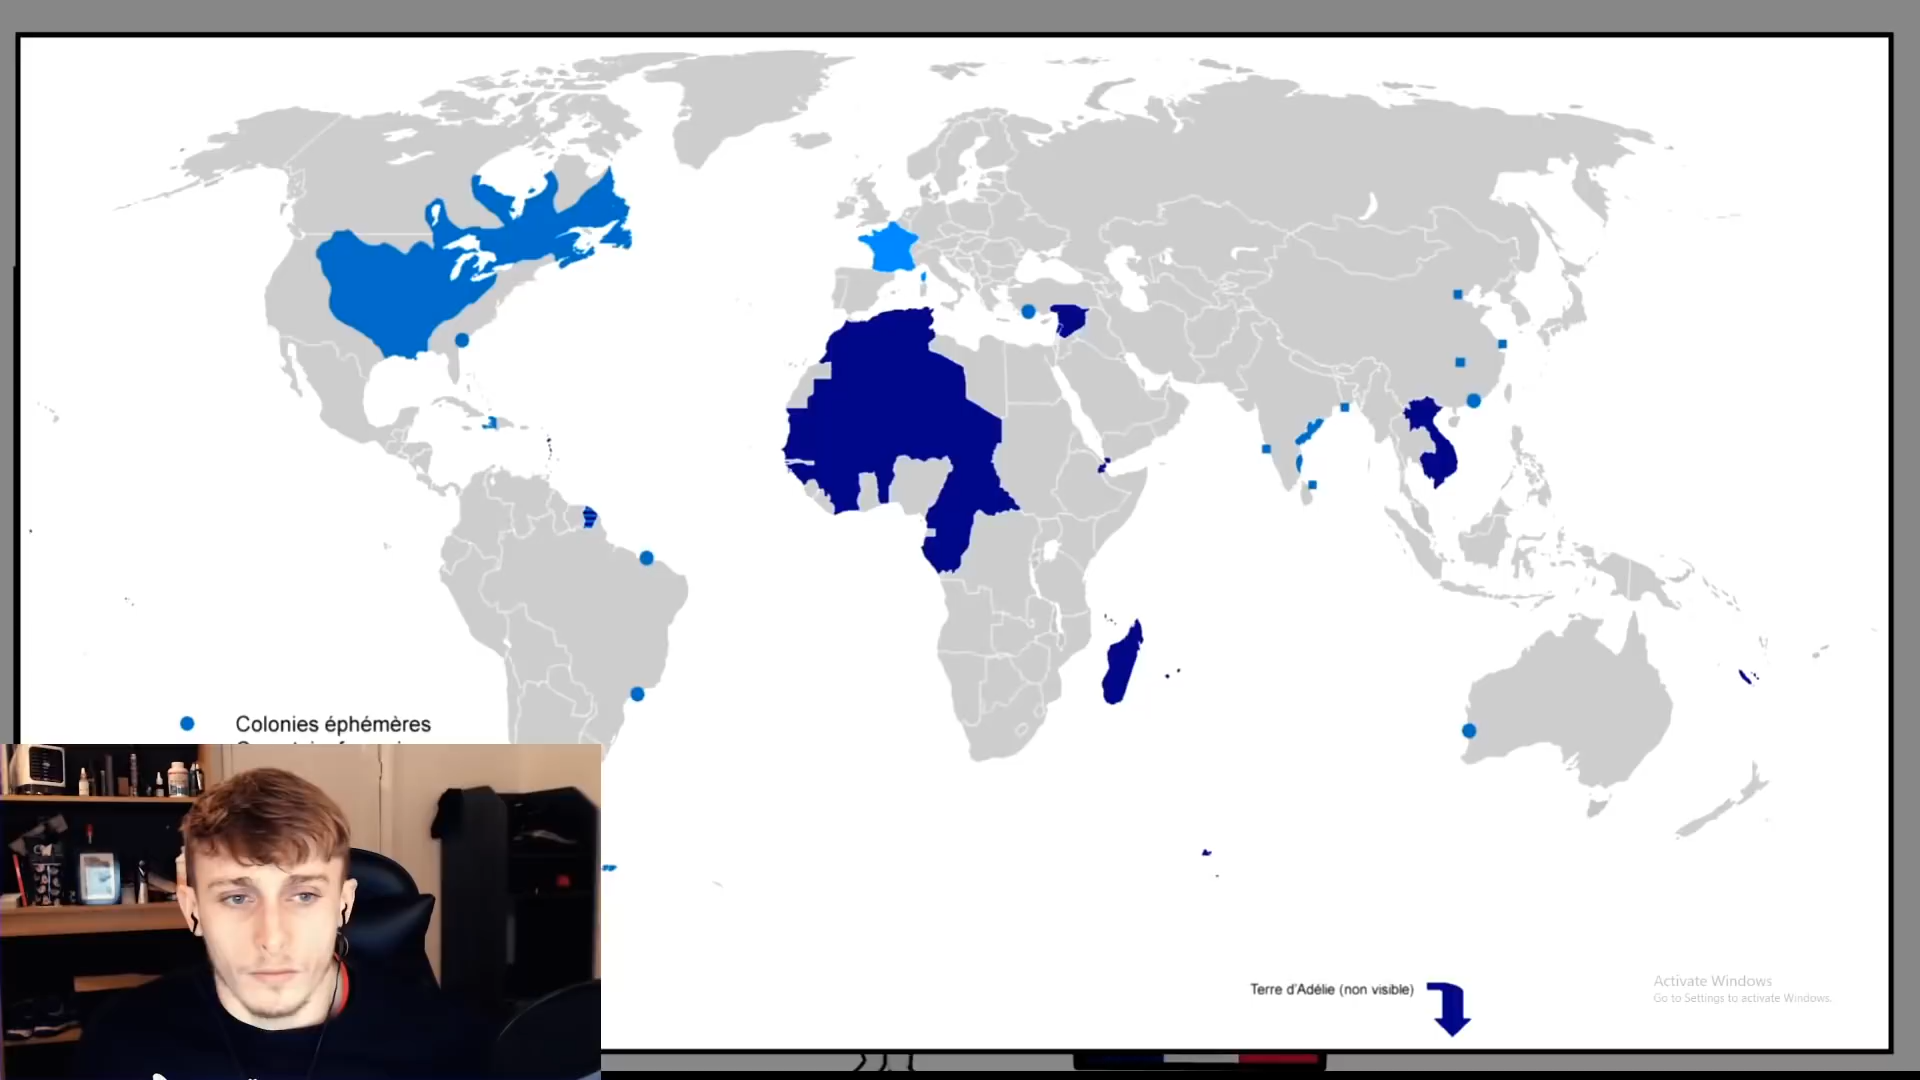 Colonies éphémères
Terre d'Adélie (non visible)
Activate Windows
Go to Settings to activate Windows.